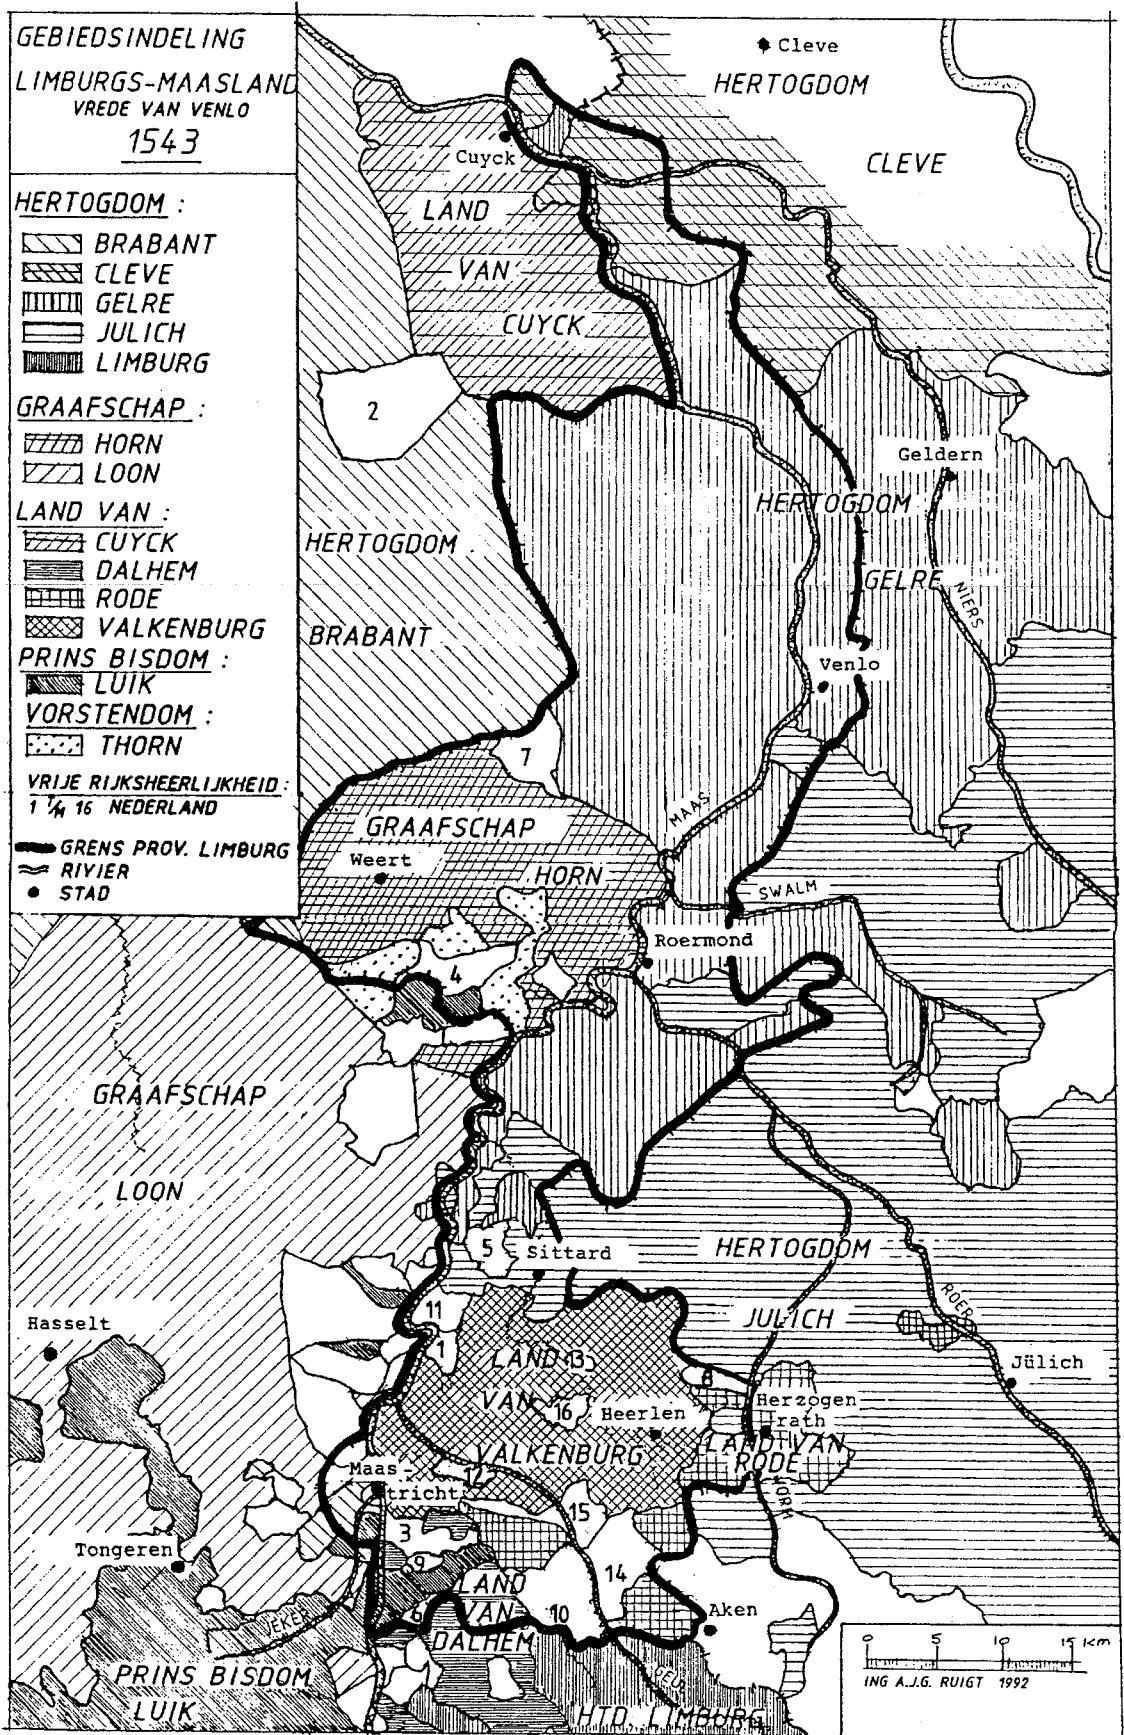 GEBIEDSINDELING
LIMBURGS-MAASLAND
VREDE VAN VENLO
1543
HERTOGDOM :
BRABANT
CLEVE
GELRE
JULICH
LIMBURG
GRAAFSCHAP :
HORN
LOON
LAND VAN :
CUYCK
DALHEM
RODE
VALKENBURG
PRINS BISDOM :
LUIK
VORSTENDOM :
THORN
VRIJE RIJKSHEERLIJKHEID :
1 T/M 16 NEDERLAND
GRENS PROV. LIMBURG
RIVIER
STAD
Cleve
HERTOGDOM
CLEVE
Cuyck
LAND
VAN
CUYCK
2
Geldern
HERTOGDOM
GELRE
NIERS
HERTOGDOM
BRABANT
Venlo
7
MAAS
GRAAFSCHAP
Weert
HORN
SWALM
Roermond
4
GRAAFSCHAP
LOON
5
Sittard
HERTOGDOM
JULICH
ROER
Jülich
11
1
Hasselt
LAND
13
8
VAN
16
Heerlen
Herzogen
rath
VALKENBURG
LAND VAN
RODE
WORM
Maas
tricht
12
15
3
Tongeren
9
14
LAND
VAN
DALHEM
6
10
Aken
JEKER
GEUL
PRINS BISDOM
LUIK
HTD. LIMBURG
0 5 10 15 km
ING A.J.G. RUIGT 1992